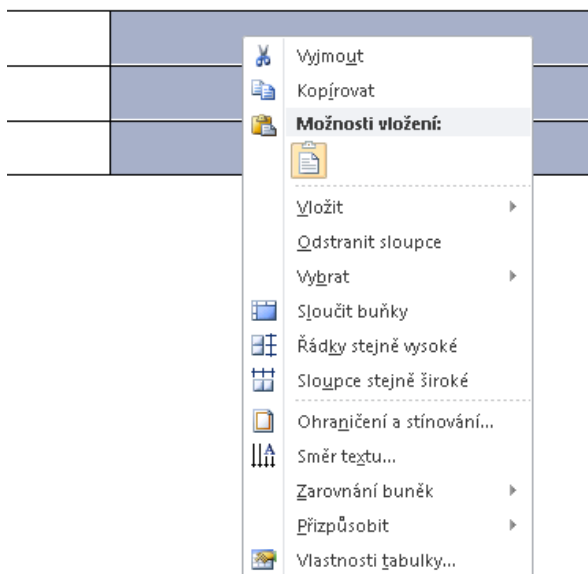 Vyjmout
Kopírovat
Možnosti vložení:
Vložit
Odstranit sloupce
Vybrat
Sloučit buňky
Řádky stejně vysoké
Sloupce stejně široké
Ohraničení a stínování...
Směr textu...
Zarovnání buněk
Přizpůsobit
Vlastnosti tabulky...